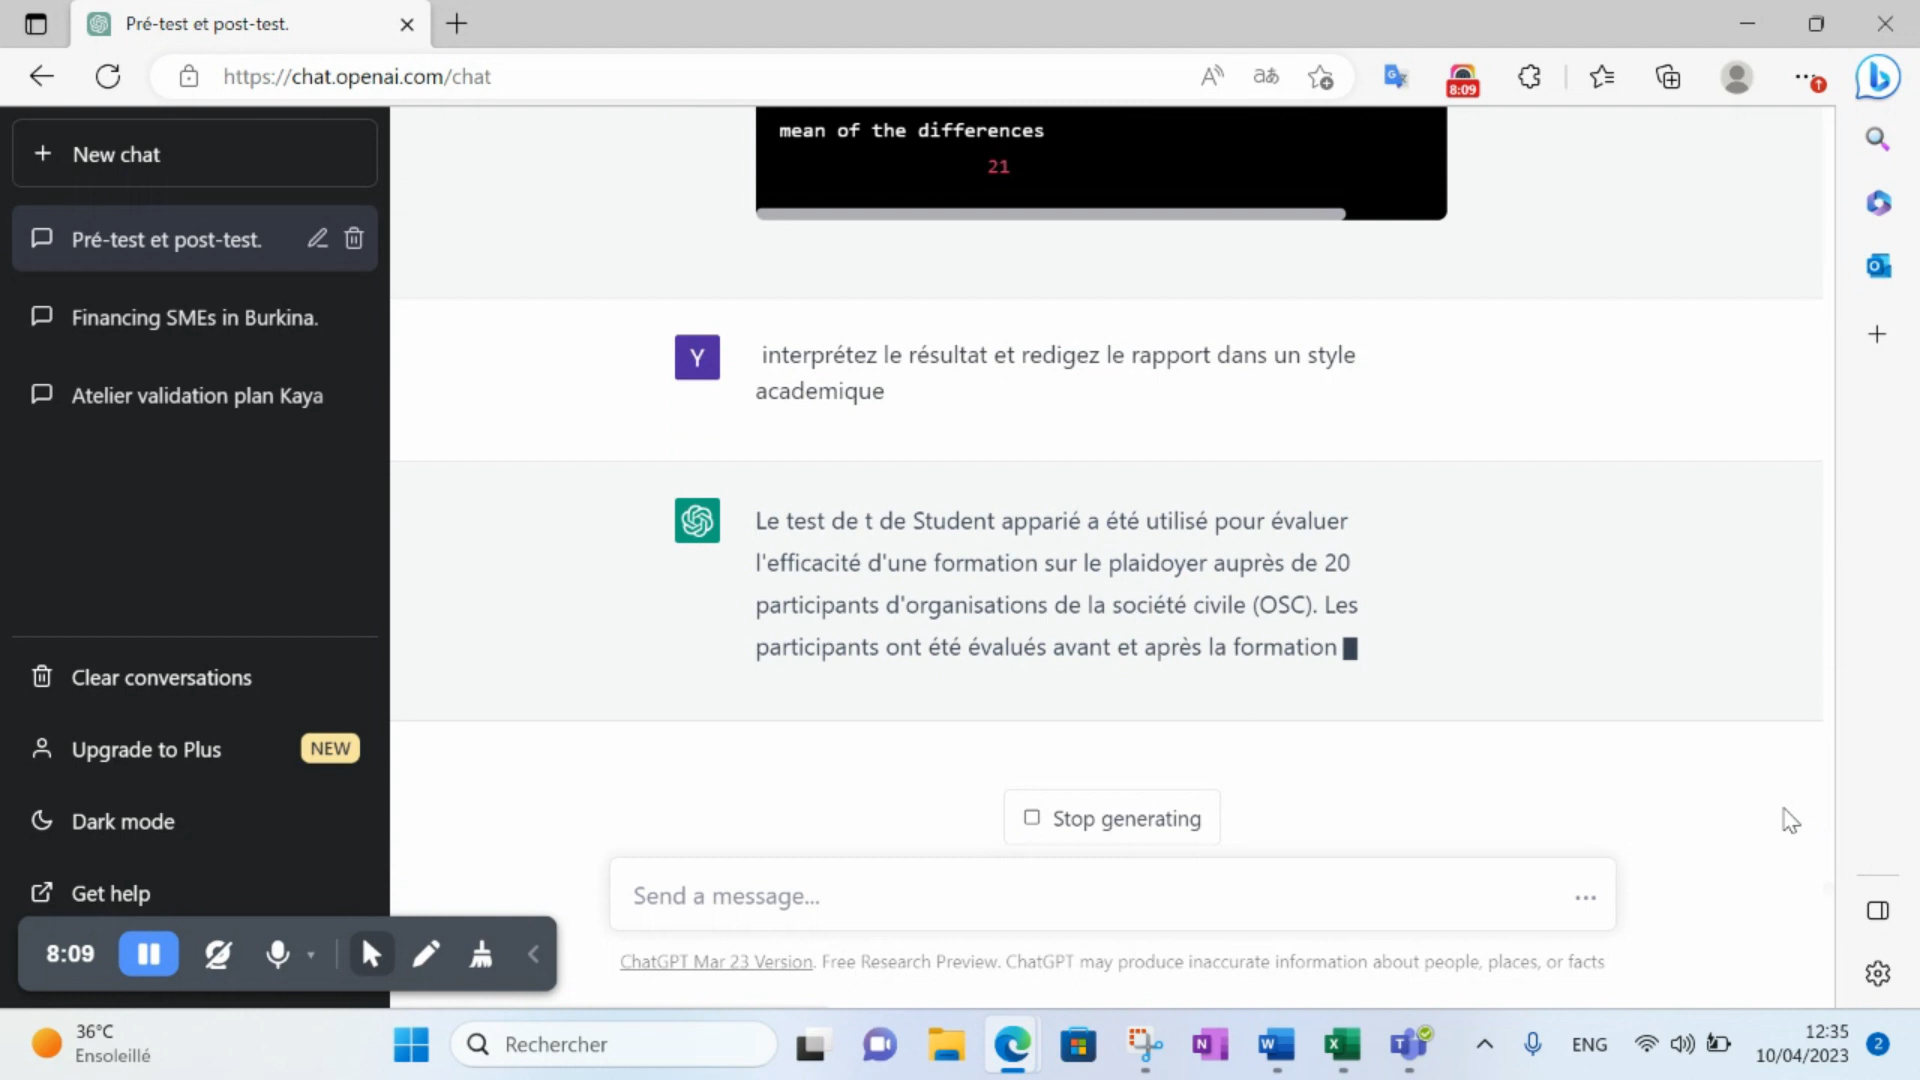 Pré-test et post-test.
https://chat.openai.com/chat
8:09
New chat
Pré-test et post-test.
Financing SMEs in Burkina.
Atelier validation plan Kaya
Clear conversations
Upgrade to Plus
NEW
Dark mode
Get help
8:09
mean of the differences
21
Y
interprétez le résultat et redigez le rapport dans un style
academique
Le test de t de Student apparié a été utilisé pour évaluer
l'efficacité d'une formation sur le plaidoyer auprès de 20
participants d'organisations de la société civile (OSC). Les
participants ont été évalués avant et après la formation
Stop generating
Send a message...
ChatGPT Mar 23 Version. Free Research Preview. ChatGPT may produce inaccurate information about people, places, or facts
36°C
Ensoleillé
Rechercher
ENG
12:35
10/04/2023
2